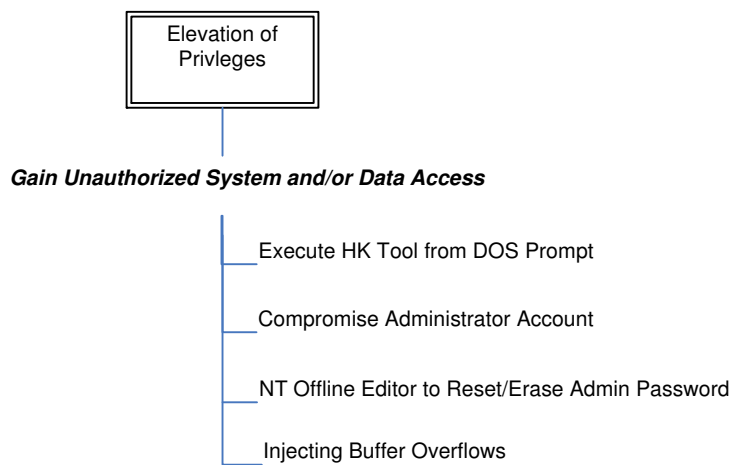 Elevation of
Privleges
Gain Unauthorized System and/or Data Access
Execute HK Tool from DOS Prompt
Compromise Administrator Account
NT Offline Editor to Reset/Erase Admin Password
Injecting Buffer Overflows